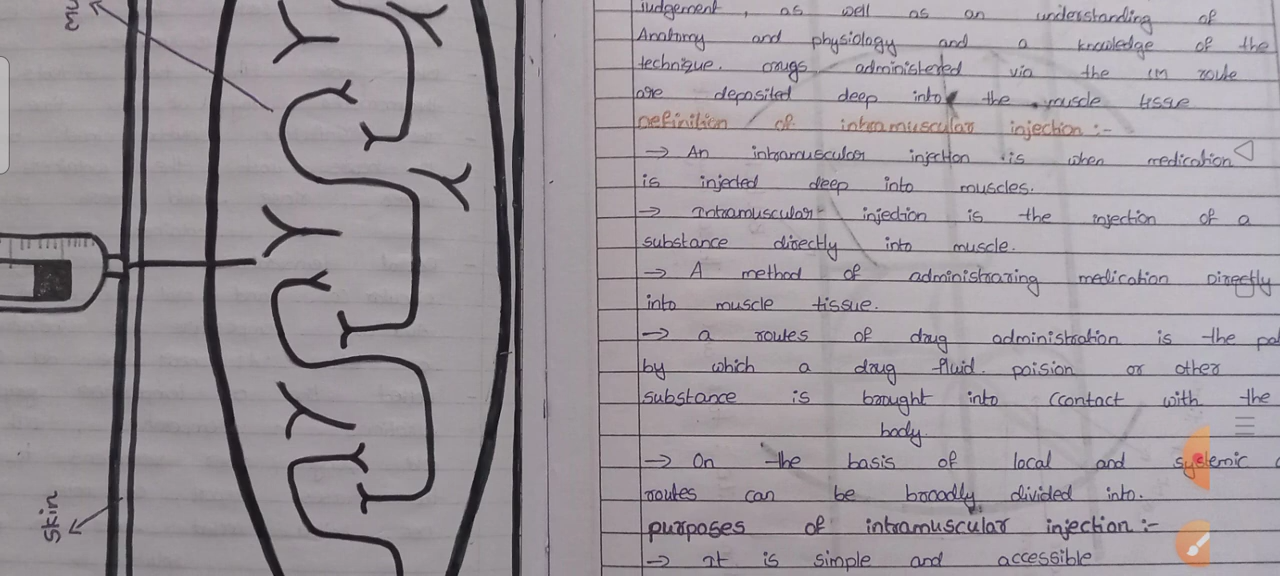 mu
skin
judgement, as well as an understanding of
Anatomy and physiology and a knowledge of the
technique. Drugs administered via the IM route
are deposited deep into the muscle tissue
Definition of intramuscular injection :-
→ An intramuscular injection is when medication
is injected deep into muscles.
→ Intramuscular injection is the injection of a
substance directly into muscle.
→ A method of administraring medication Directly
into muscle tissue.
→ a routes of drug administration is the pa
by which a drug fluid. poision or other
substance is brought into (contact with the
body.
→ On the basis of local and systemic
routes can be broadly divided into.
purposes of intramuscular injection :-
→ It is simple and accessible